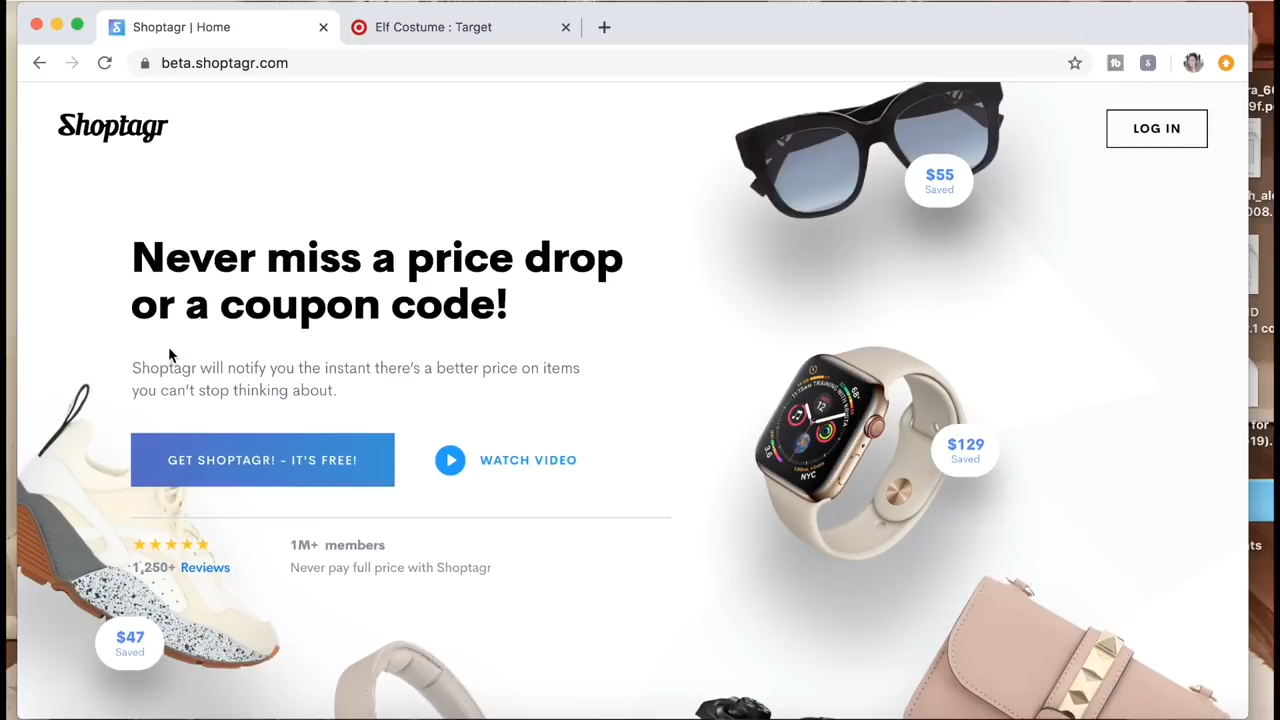 Shoptagr | Home
Elf Costume : Target
beta.shoptagr.com
Shoptagr
LOG IN
$55
Saved
Never miss a price drop
or a coupon code!
Shoptagr will notify you the instant there's a better price on items
you can't stop thinking about.
GET SHOPTAGR! - IT'S FREE!
WATCH VIDEO
$129
Saved
NYC
1M+ members
1,250+ Reviews
Never pay full price with Shoptagr
$47
Saved